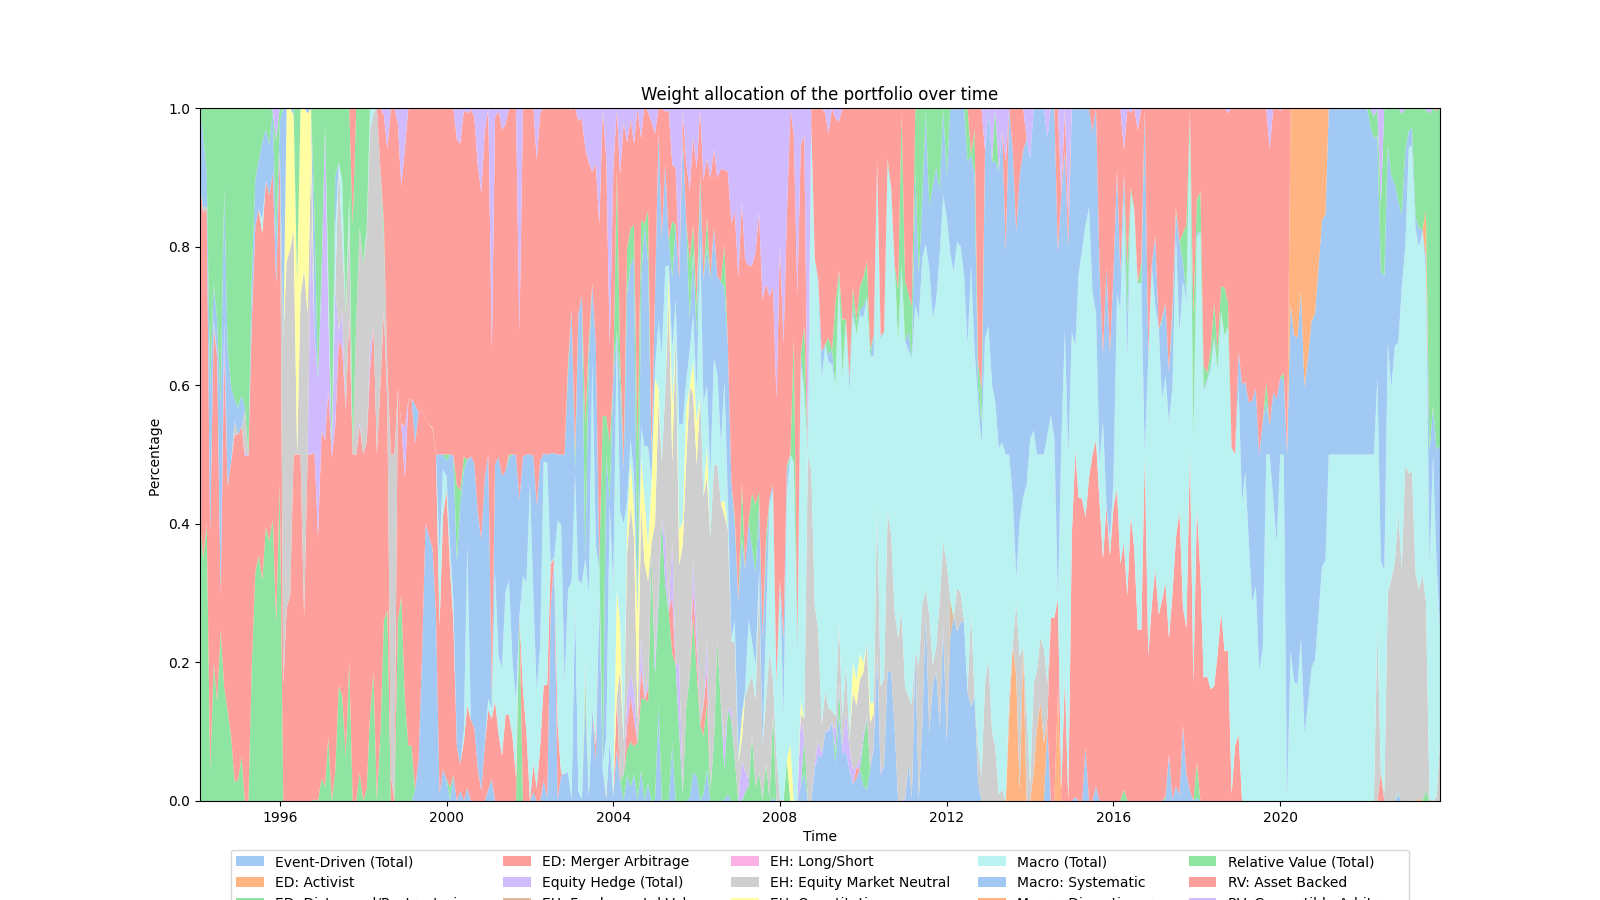 Weight allocation of the portfolio over time
1.0
0.8
0.6
0.4
0.2
0.0
Percentage
1996 2000 2004 2008 2012 2016 2020
Time
Event-Driven (Total) ED: Merger Arbitrage EH: Long/Short Macro (Total) Relative Value (Total)
ED: Activist Equity Hedge (Total) EH: Equity Market Neutral Macro: Systematic RV: Asset Backed